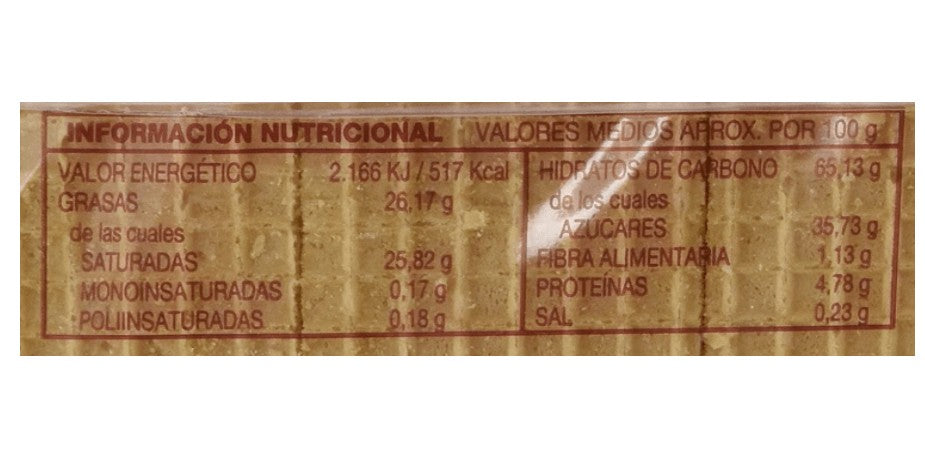 INFORMACIÓN NUTRICIONAL VALORES MEDIOS APROX. POR 100 g
VALOR ENERGÉTICO 2.166 KJ / 517 Kcal
GRASAS 26,17 g
de las cuales
SATURADAS 25,82 g
MONOINSATURADAS 0,17 g
POLIINSATURADAS 0,18 g
HIDRATOS DE CARBONO 65,13 g
de los cuales
AZÚCARES 35,73 g
FIBRA ALIMENTARIA 1,13 g
PROTEÍNAS 4,78 g
SAL 0,23 g